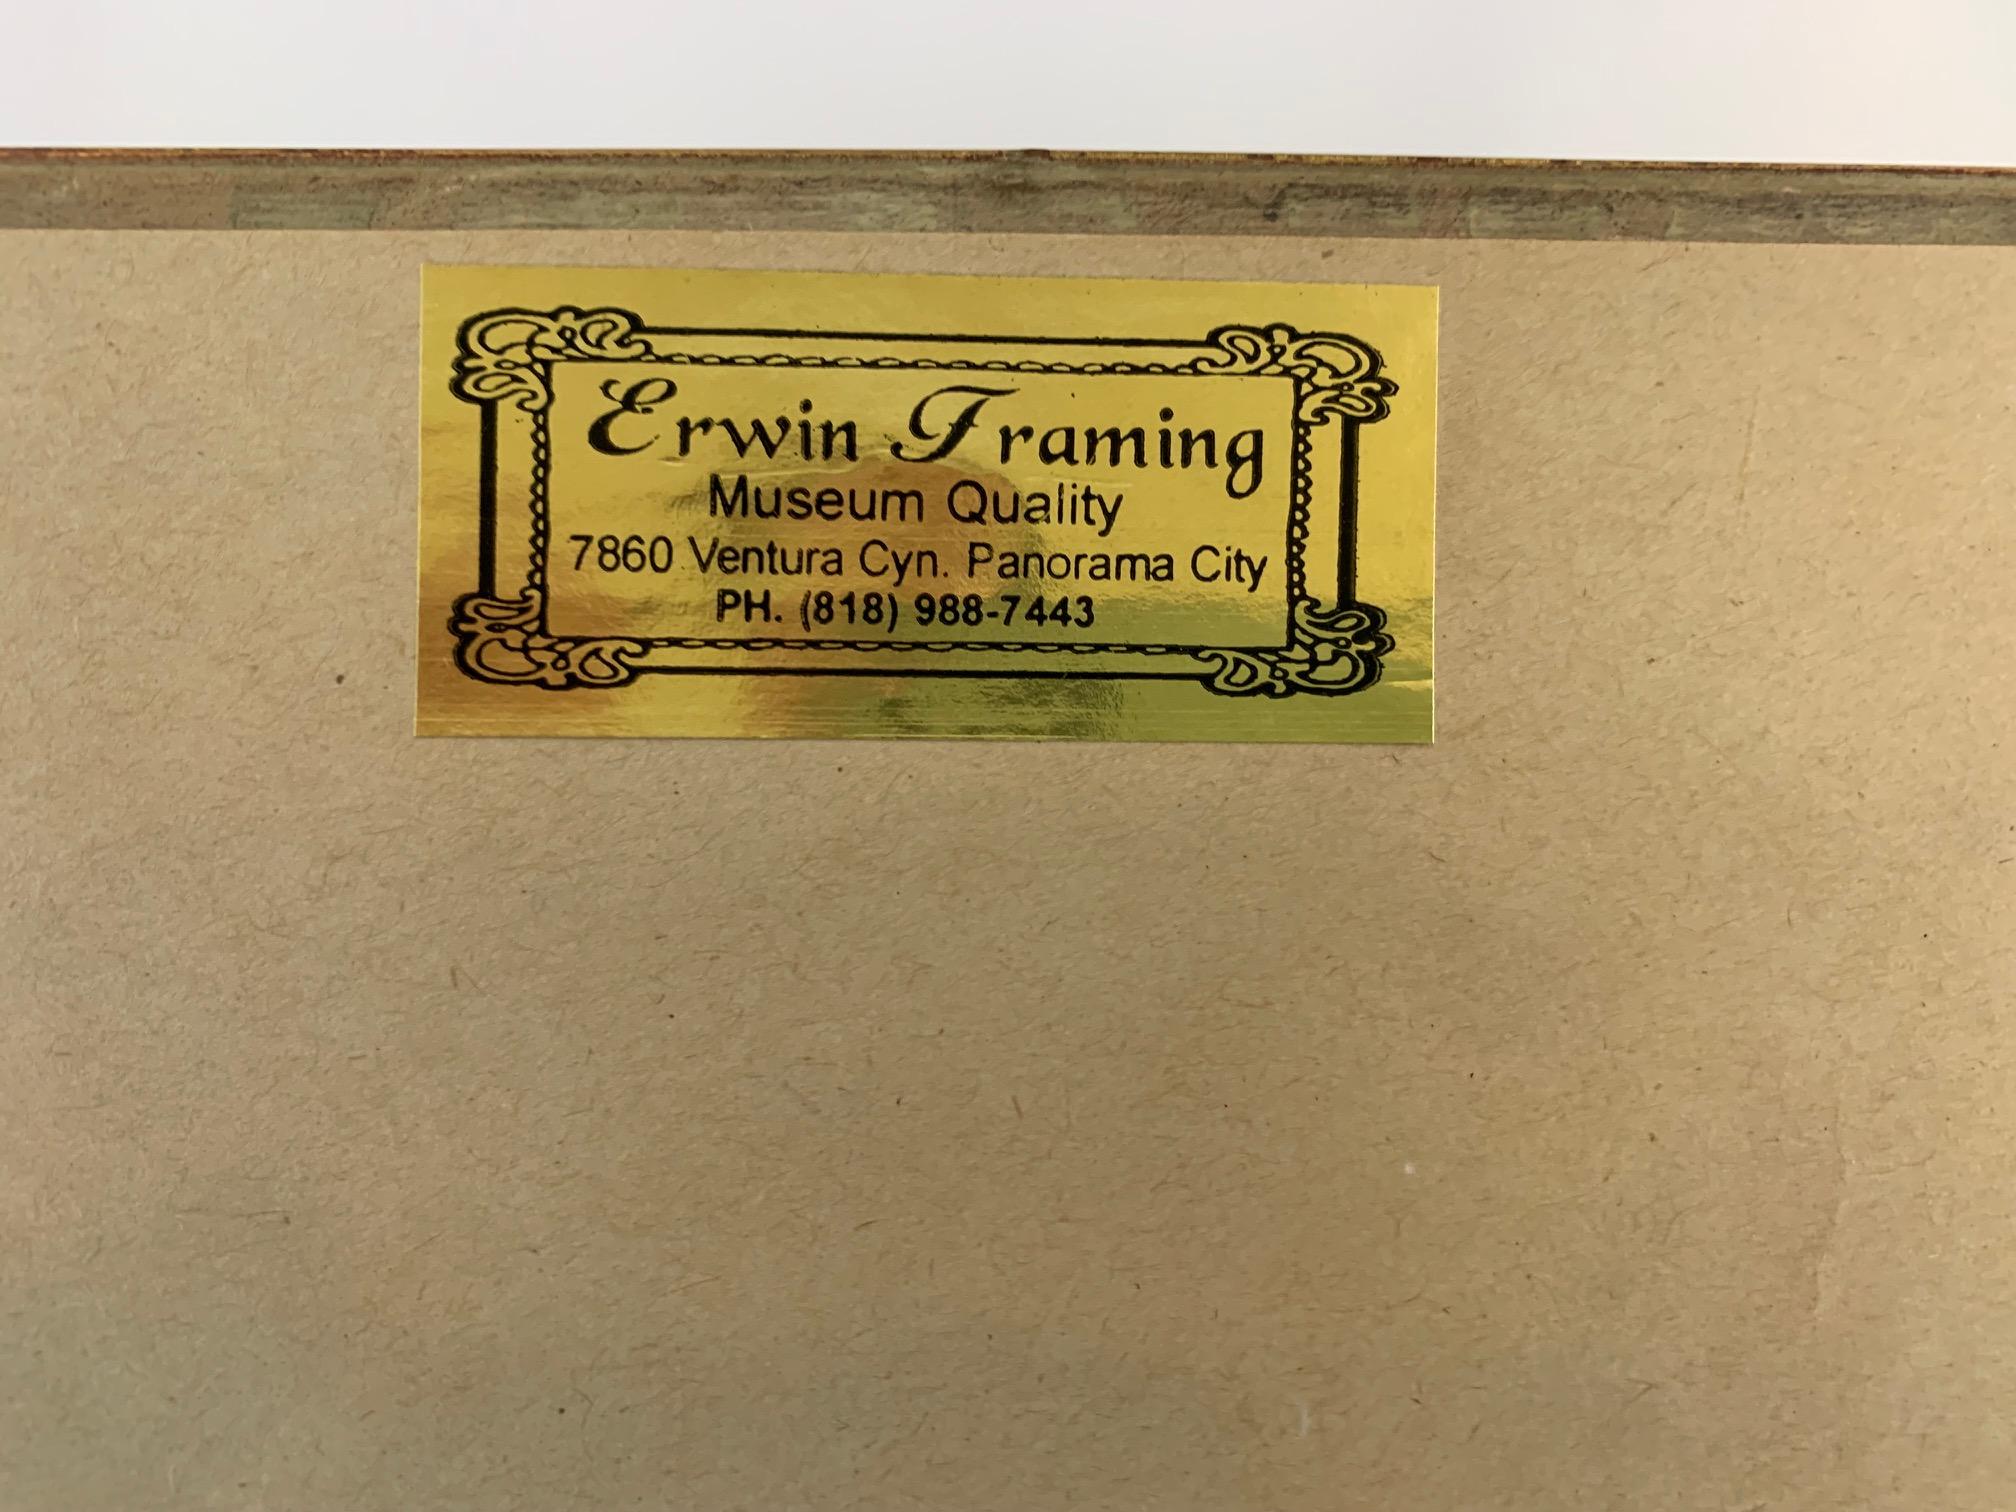 Erwin Framing
Museum Quality
7860 Ventura Cyn. Panorama City
PH. (818) 988-7443